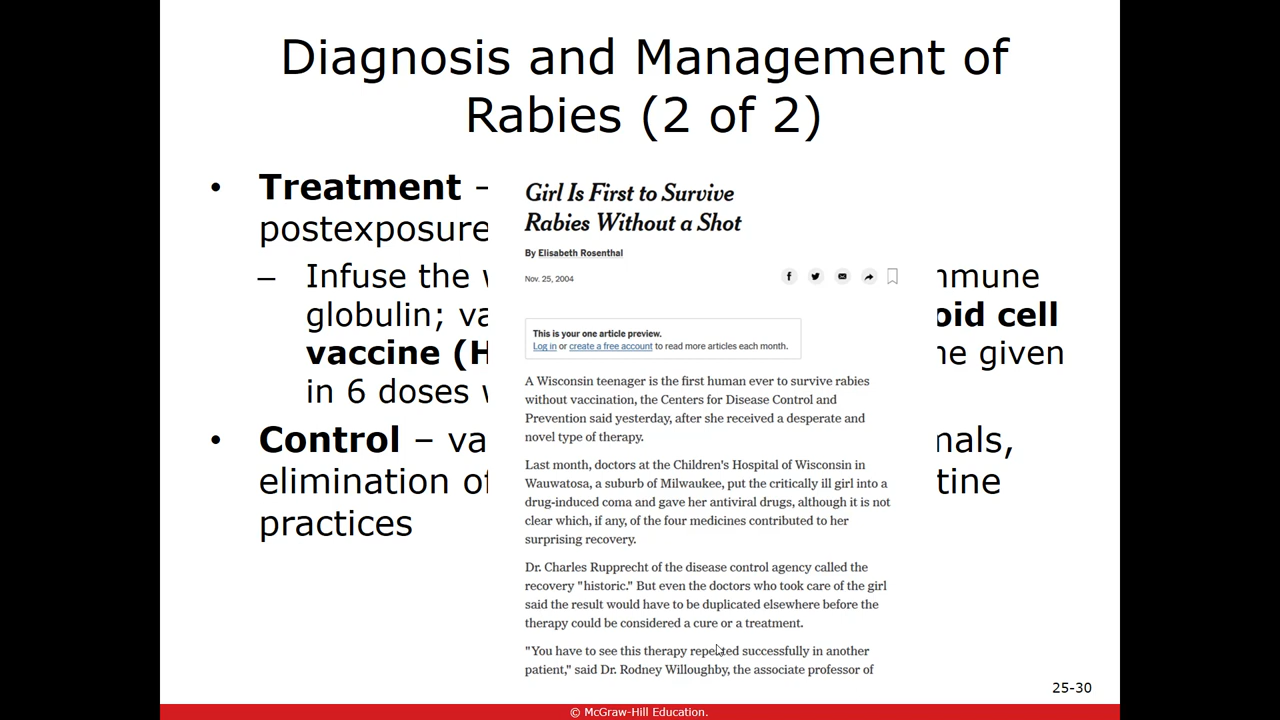 Diagnosis and Management of
Rabies (2 of 2)
• Treatment –
postexposure
– Infuse the
globulin;
vaccine
in 6 doses
• Control –
elimination
practices
oid cell
given
tine
Girl Is First to Survive
Rabies Without a Shot
By Elisabeth Rosenthal
Nov. 25, 2004
This is your one article preview.
Log in or create a free account to read more articles each month.
A Wisconsin teenager is the first human ever to survive rabies
without vaccination, the Centers for Disease Control and
Prevention said yesterday, after she received a desperate and
novel type of therapy.
Last month, doctors at the Children's Hospital of Wisconsin in
Wauwatosa, a suburb of Milwaukee, put the critically ill girl into a
drug-induced coma and gave her antiviral drugs, although it is not
clear which, if any, of the four medicines contributed to her
surprising recovery.
Dr. Charles Rupprecht of the disease control agency called the
recovery "historic." But even the doctors who took care of the girl
said the result would have to be duplicated elsewhere before the
therapy could be considered a cure or a treatment.
"You have to see this therapy repeated successfully in another
patient," said Dr. Rodney Willoughby, the associate professor of
25-30
© McGraw-Hill Education.